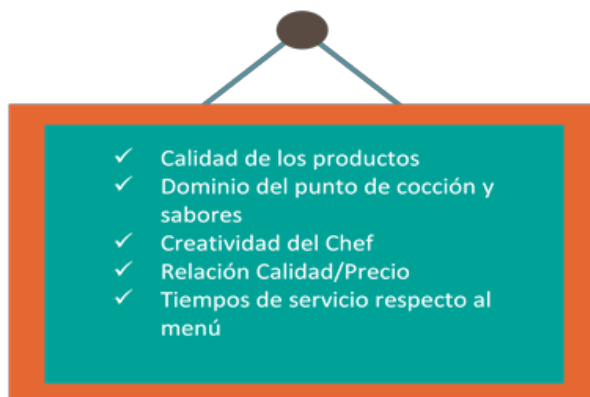 ✓ Calidad de los productos
✓ Dominio del punto de cocción y
sabores
✓ Creatividad del Chef
✓ Relación Calidad/Precio
✓ Tiempos de servicio respecto al
menú